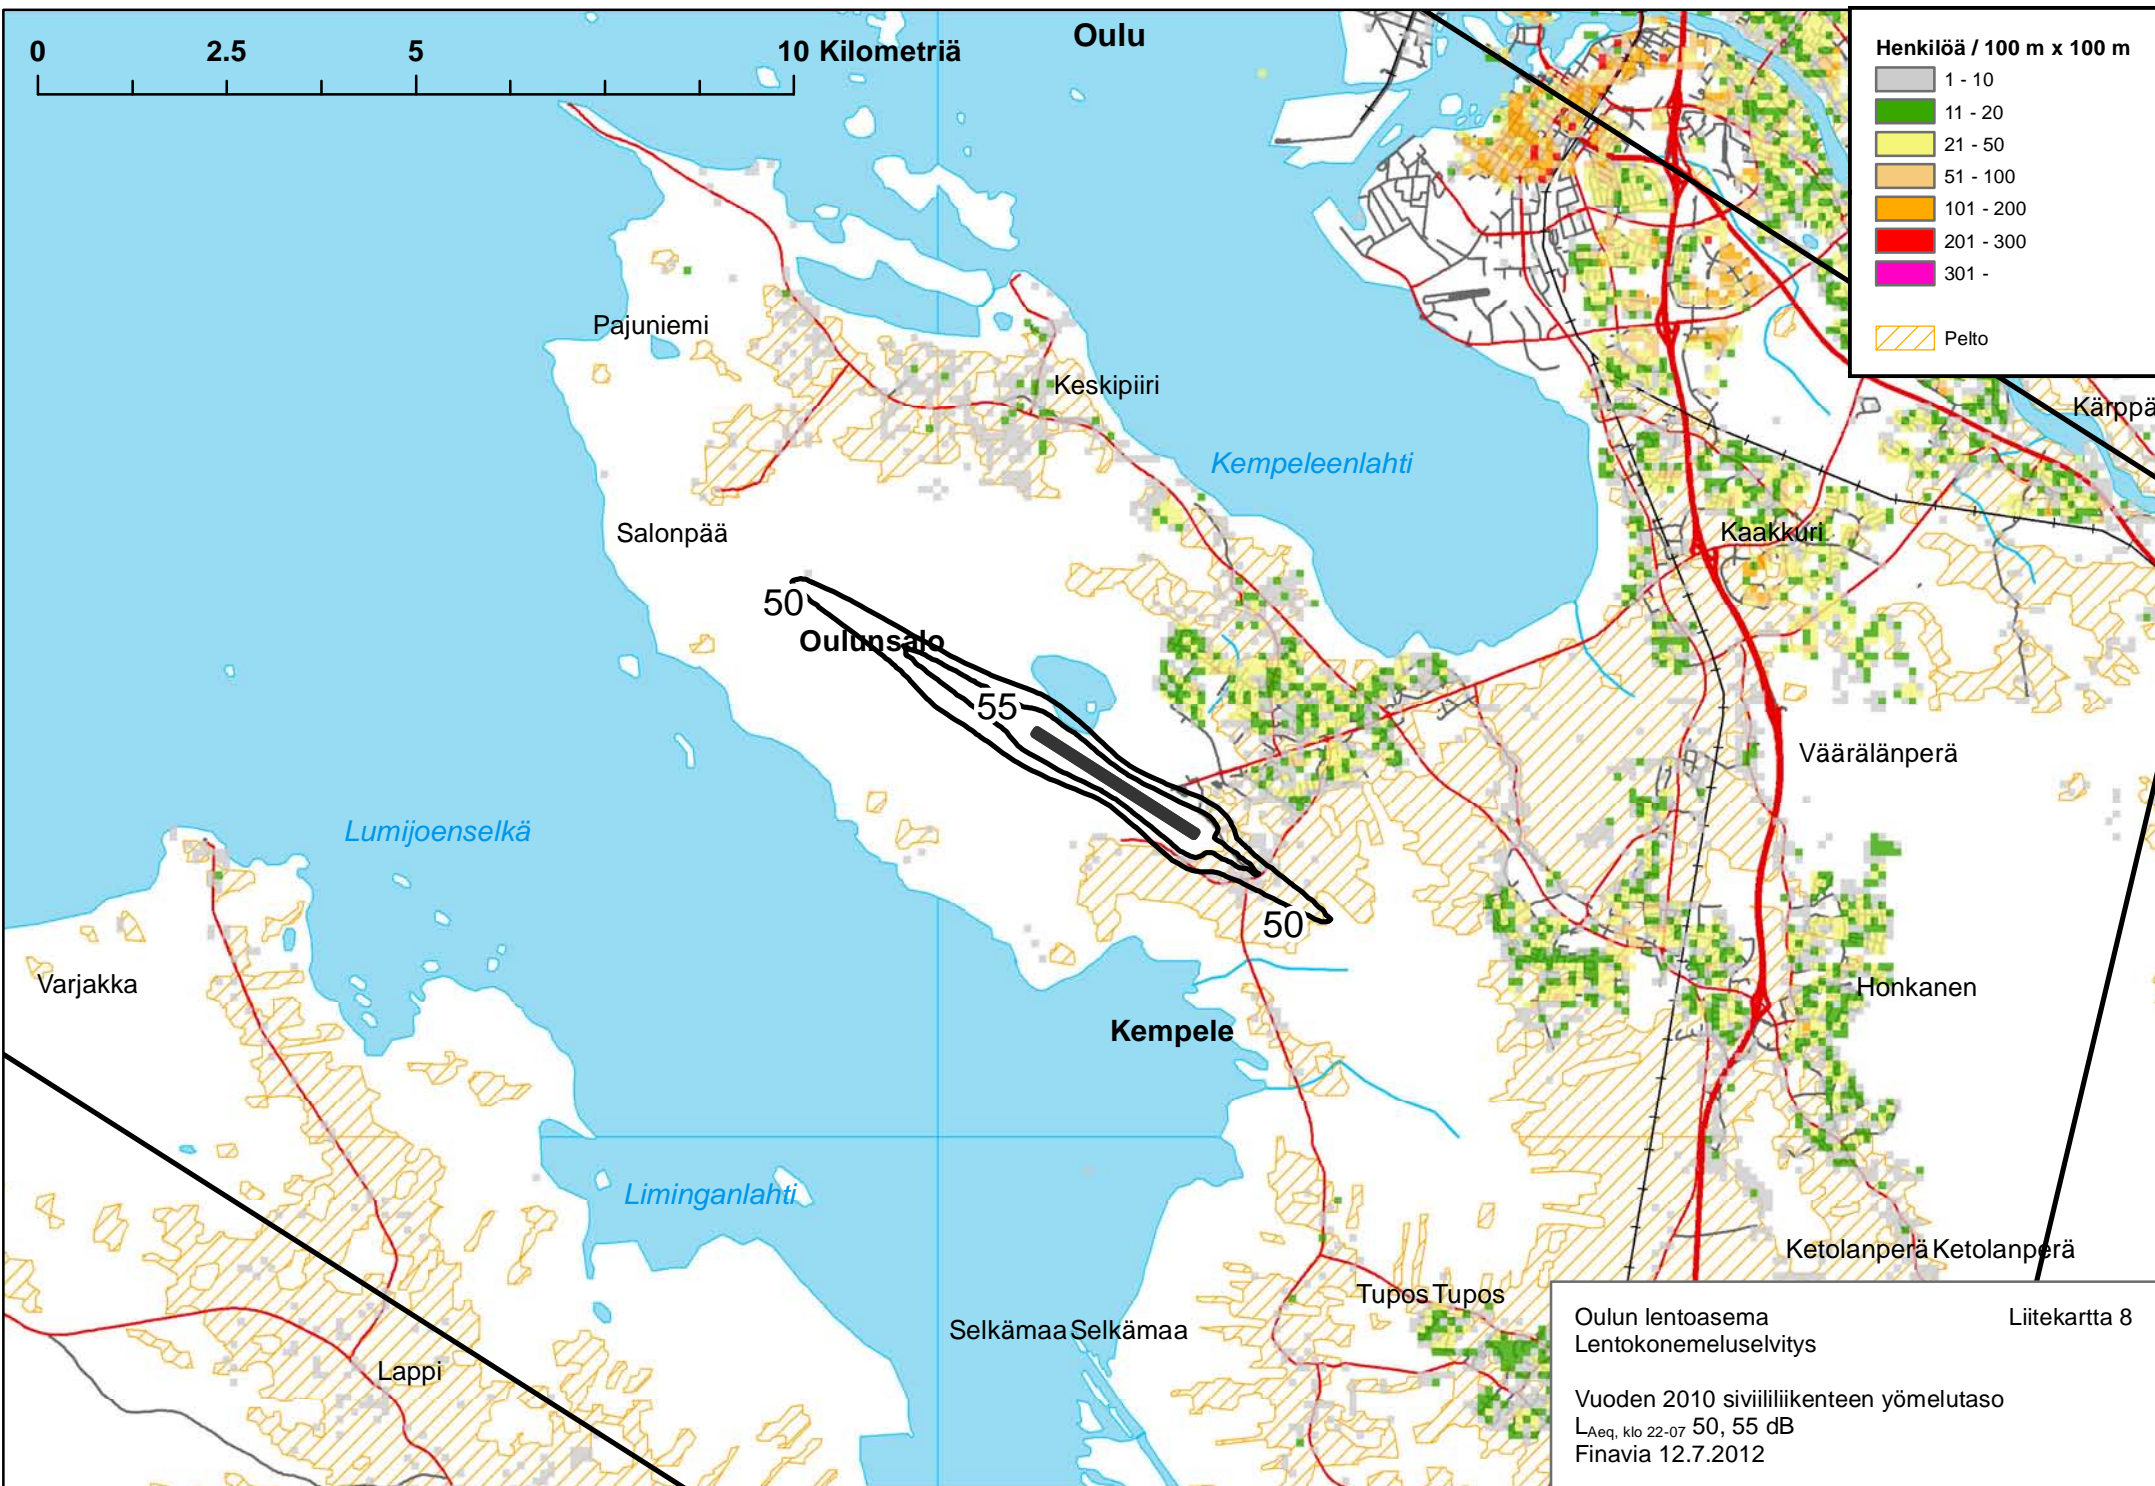 0 2.5 5 10 Kilometriä
Oulu
Henkilöä / 100 m x 100 m
1 - 10
11 - 20
21 - 50
51 - 100
101 - 200
201 - 300
301 -
Pelto
Pajuniemi
Keskipiiri
Kärppä
Kempeleenlahti
Salonpää
Kaakkuri
50
Oulunsalo
55
Väärälänperä
Lumijoenselkä
50
Varjakka
Honkanen
Kempele
Liminganlahti
Ketolanperä Ketolanperä
Tupos Tupos
Selkämaa Selkämaa
Lappi
Oulun lentoasema Liitekartta 8
Lentokonemeluselvitys
Vuoden 2010 siviililiikenteen yömelutaso
LAeq, klo 22-07 50, 55 dB
Finavia 12.7.2012